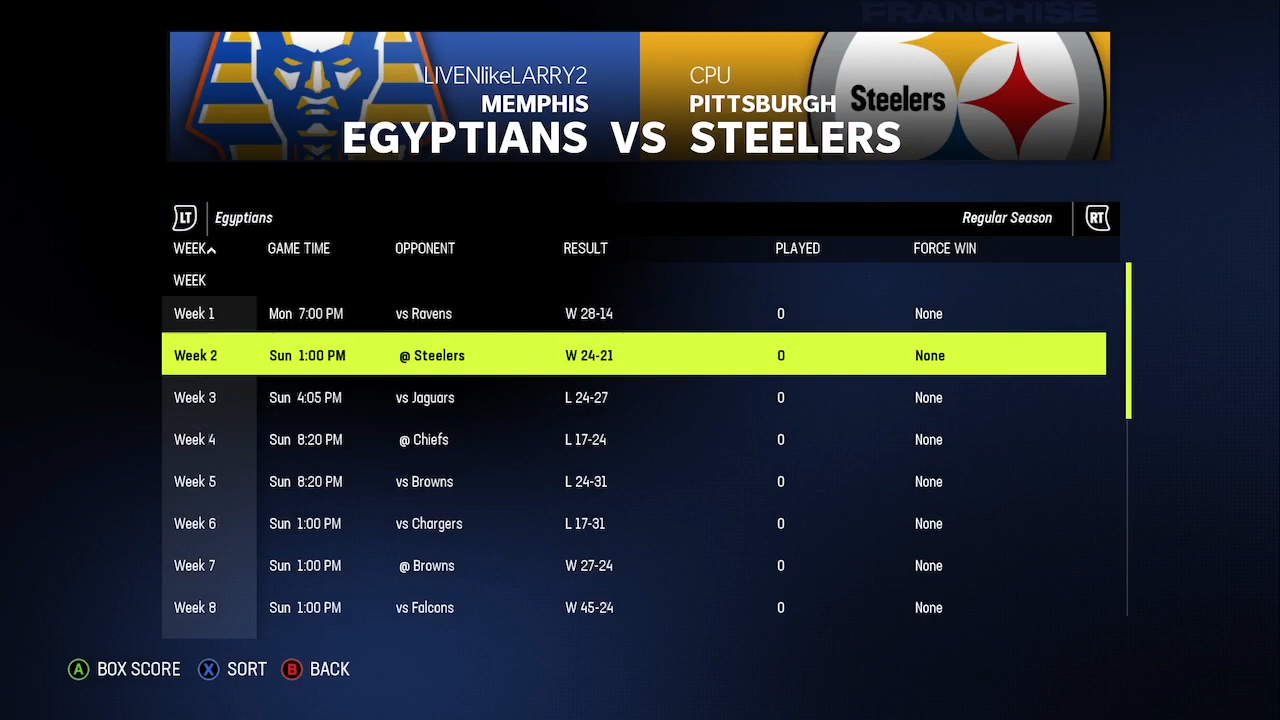 FRANCHISE
LIVENlikeLARRY2 CPU
MEMPHIS PITTSBURGH Steelers
EGYPTIANS VS STEELERS
LT Egyptians Regular Season RT
WEEK GAME TIME OPPONENT RESULT PLAYED FORCE WIN
WEEK
Week 1 Mon 7:00 PM vs Ravens W 28-14 0 None
Week 2 Sun 1:00 PM @ Steelers W 24-21 0 None
Week 3 Sun 4:05 PM vs Jaguars L 24-27 0 None
Week 4 Sun 8:20 PM @ Chiefs L 17-24 0 None
Week 5 Sun 8:20 PM vs Browns L 24-31 0 None
Week 6 Sun 1:00 PM vs Chargers L 17-31 0 None
Week 7 Sun 1:00 PM @ Browns W 27-24 0 None
Week 8 Sun 1:00 PM vs Falcons W 45-24 0 None
A BOX SCORE X SORT B BACK